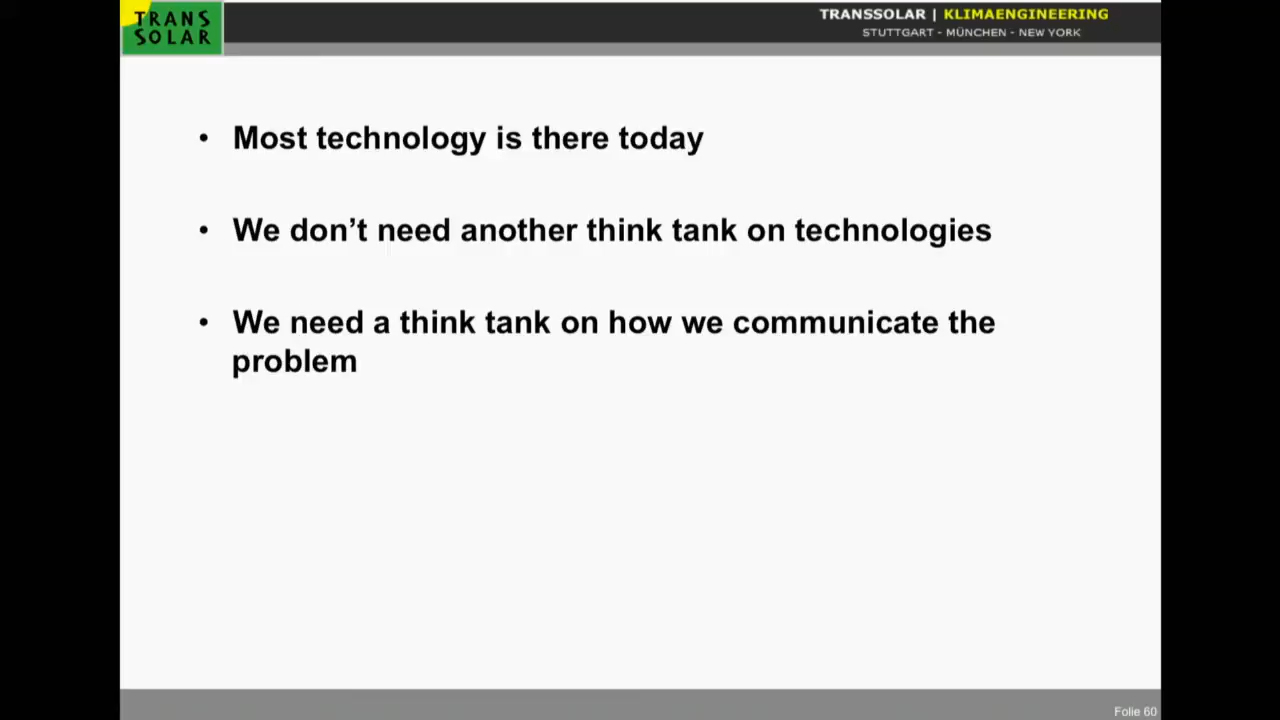 TRANS
SOLAR
TRANSSOLAR | KLIMAENGINEERING
STUTTGART - MÜNCHEN - NEW YORK
• Most technology is there today
• We don’t need another think tank on technologies
• We need a think tank on how we communicate the
problem
Folie 60